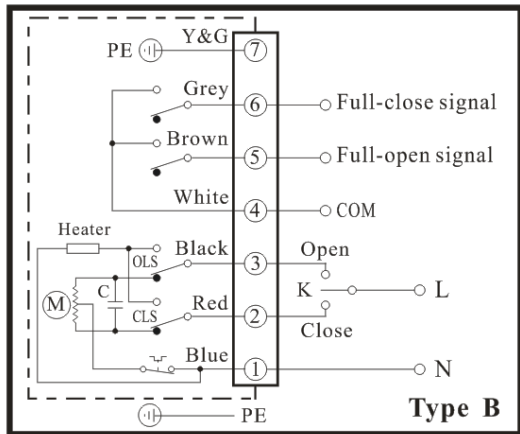 Y&G
PE 7
Grey
6 Full-close signal
Brown
5 Full-open signal
White
4 COM
Heater
Black
3 Open
OLS
C
M
K L
CLS
Red
2 Close
Blue
1 N
PE
Type B